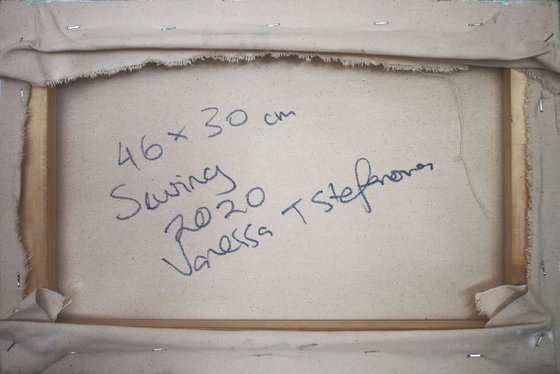 46 x 30 cm
Swing
2020
Vanessa T Stefanova